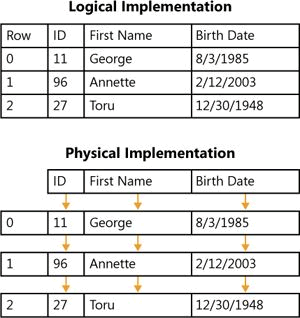 Logical Implementation
Row ID First Name Birth Date
0 11 George 8/3/1985
1 96 Annette 2/12/2003
2 27 Toru 12/30/1948
Physical Implementation
ID First Name Birth Date
0 11 George 8/3/1985
1 96 Annette 2/12/2003
2 27 Toru 12/30/1948